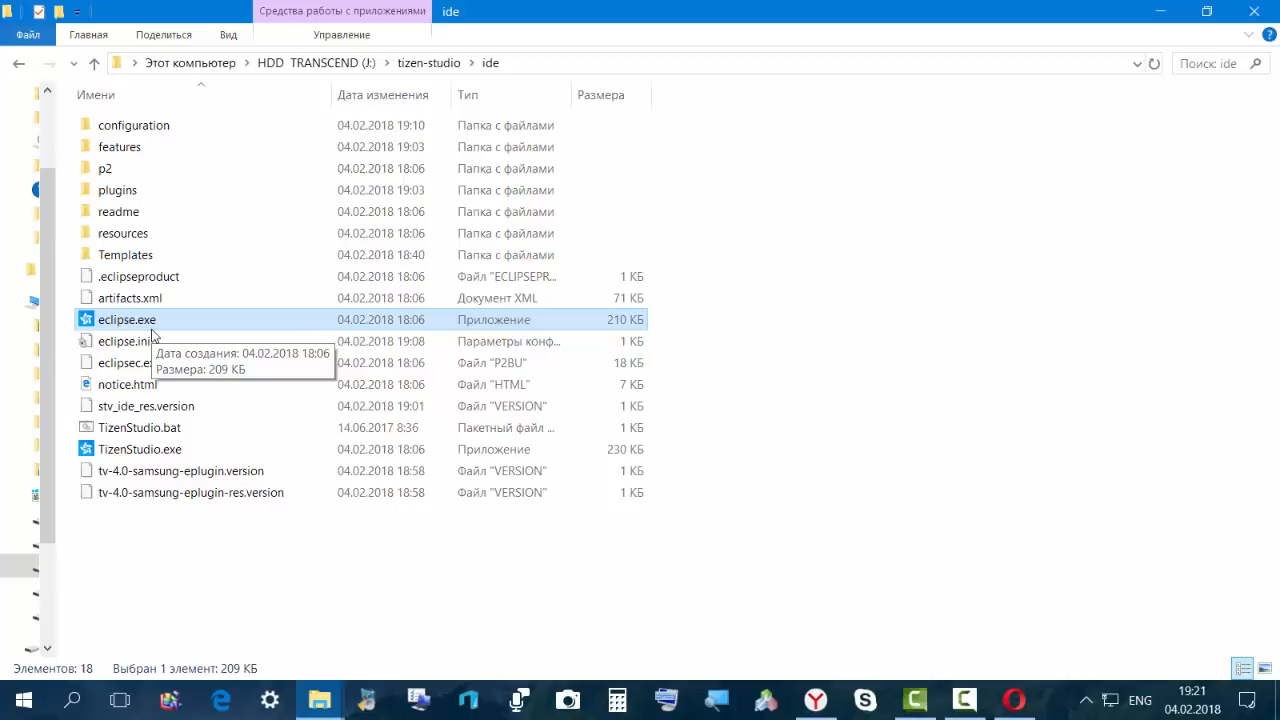 Средства работы с приложениями
ide
Файл
Главная
Поделиться
Вид
Управление
Этот компьютер
HDD TRANSCEND (J:)
tizen-studio
ide
Поиск: ide
Имени
Дата изменения
Тип
Размера
configuration 04.02.2018 19:10 Папка с файлами
features 04.02.2018 19:03 Папка с файлами
p2 04.02.2018 18:06 Папка с файлами
plugins 04.02.2018 19:03 Папка с файлами
readme 04.02.2018 18:06 Папка с файлами
resources 04.02.2018 18:06 Папка с файлами
Templates 04.02.2018 18:40 Папка с файлами
.eclipseproduct 04.02.2018 18:06 Файл "ECLIPSEPR... 1 КБ
artifacts.xml 04.02.2018 18:06 Документ XML 71 КБ
eclipse.exe 04.02.2018 18:06 Приложение 210 КБ
eclipse.ini 04.02.2018 19:08 Параметры конф... 1 КБ
eclipsec.ex 04.02.2018 18:06 Файл "P2BU" 18 КБ
Дата создания: 04.02.2018 18:06
Размера: 209 КБ
notice.html 04.02.2018 18:06 Файл "HTML" 7 КБ
stv_ide_res.version 04.02.2018 19:01 Файл "VERSION" 1 КБ
TizenStudio.bat 14.06.2017 8:36 Пакетный файл ... 1 КБ
TizenStudio.exe 04.02.2018 18:06 Приложение 230 КБ
tv-4.0-samsung-eplugin.version 04.02.2018 18:58 Файл "VERSION" 1 КБ
tv-4.0-samsung-eplugin-res.version 04.02.2018 18:58 Файл "VERSION" 1 КБ
Элементов: 18
Выбран 1 элемент: 209 КБ
ENG
19:21
04.02.2018